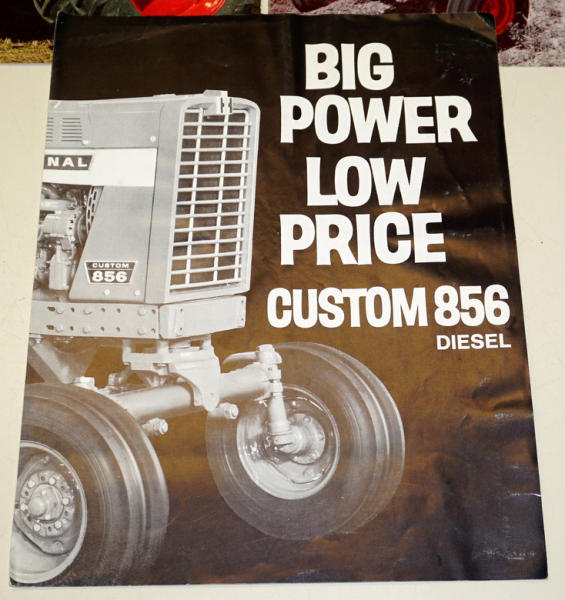 BIG
POWER
LOW
PRICE
CUSTOM 856
DIESEL
NAL
CUSTOM
856